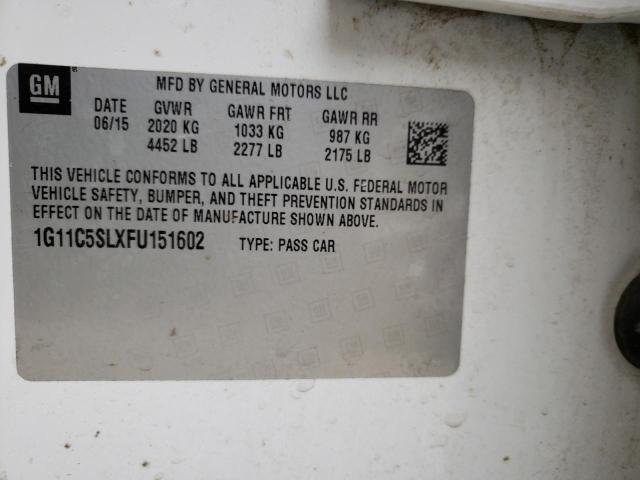 GM
®
MFD BY GENERAL MOTORS LLC
DATE GVWR GAWR FRT GAWR RR
06/15 2020 KG 1033 KG 987 KG
4452 LB 2277 LB 2175 LB
THIS VEHICLE CONFORMS TO ALL APPLICABLE U.S. FEDERAL MOTOR
VEHICLE SAFETY, BUMPER, AND THEFT PREVENTION STANDARDS IN
EFFECT ON THE DATE OF MANUFACTURE SHOWN ABOVE.
1G11C5SLXFU151602 TYPE: PASS CAR